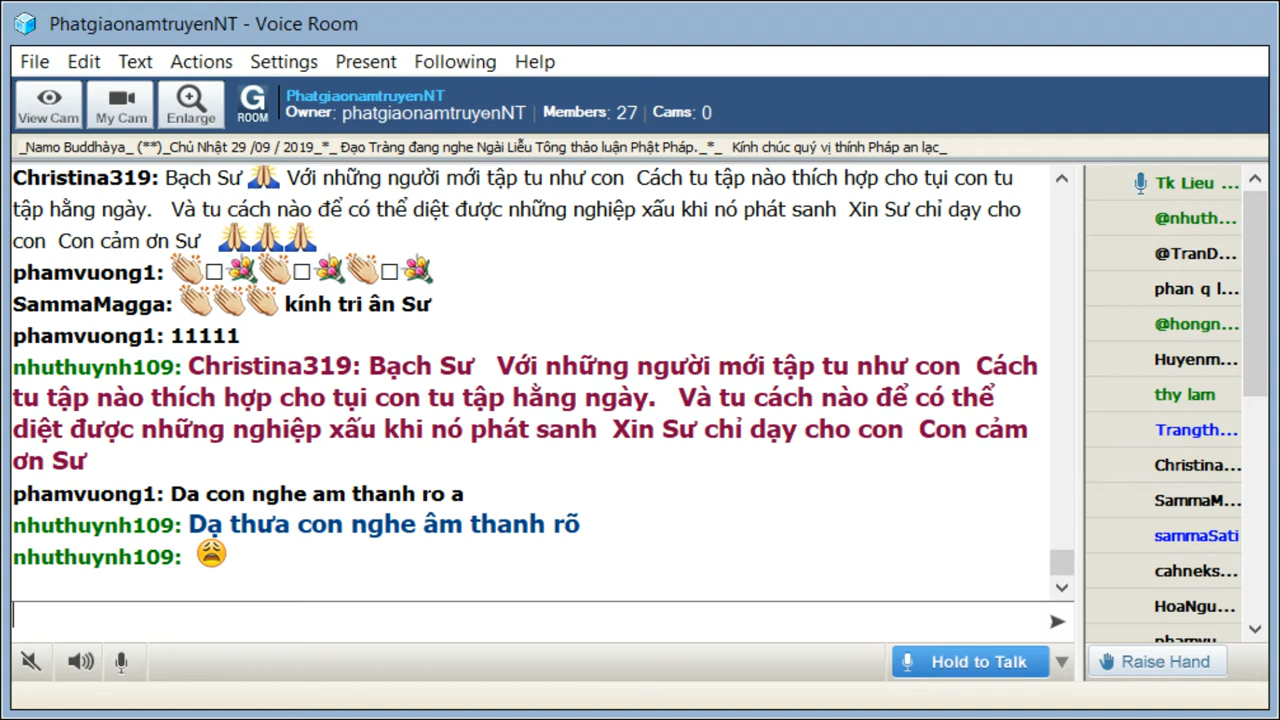 PhatgiaonamtruyenNT - Voice Room
File Edit Text Actions Settings Present Following Help
View Cam My Cam Enlarge G ROOM PhatgiaonamtruyenNT
Owner: phatgiaonamtruyenNT | Members: 27 | Cams: 0
_Namo Buddhàya_ (**)_Chủ Nhật 29 /09 / 2019_*_ Đạo Tràng đang nghe Ngài Liễu Tông thảo luận Phật Pháp._*_ Kính chúc quý vị thính Pháp an lạc_
Christina319: Bạch Sư 🙏 Với những người mới tập tu như con Cách tu tập nào thích hợp cho tụi con tu
tập hằng ngày. Và tu cách nào để có thể diệt được những nghiệp xấu khi nó phát sanh Xin Sư chỉ dạy cho
con Con cảm ơn Sư 🙏🙏🙏
phamvuong1: 👏□💐👏□💐👏□💐
SammaMagga: 👏👏👏 kính tri ân Sư
phamvuong1: 11111
nhuthuynh109: Christina319: Bạch Sư Với những người mới tập tu như con Cách
tu tập nào thích hợp cho tụi con tu tập hằng ngày. Và tu cách nào để có thể
diệt được những nghiệp xấu khi nó phát sanh Xin Sư chỉ dạy cho con Con cảm
ơn Sư
phamvuong1: Da con nghe am thanh ro a
nhuthuynh109: Dạ thưa con nghe âm thanh rõ
nhuthuynh109: 😩
Tk Lieu ...
@nhuth...
@TranD...
phan q l...
@hongn...
Huyenm...
thy lam
Trangth...
Christina...
SammaM...
sammaSati
cahneks...
HoaNgu...
Hold to Talk
Raise Hand